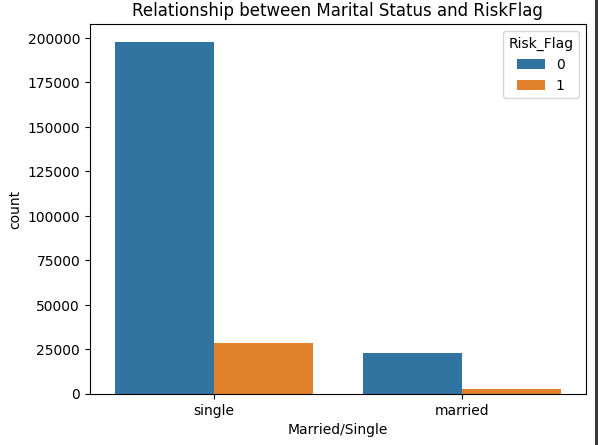 Relationship between Marital Status and RiskFlag
Risk_Flag
0
1
200000
175000
150000
125000
100000
75000
50000
25000
0
count
single married
Married/Single